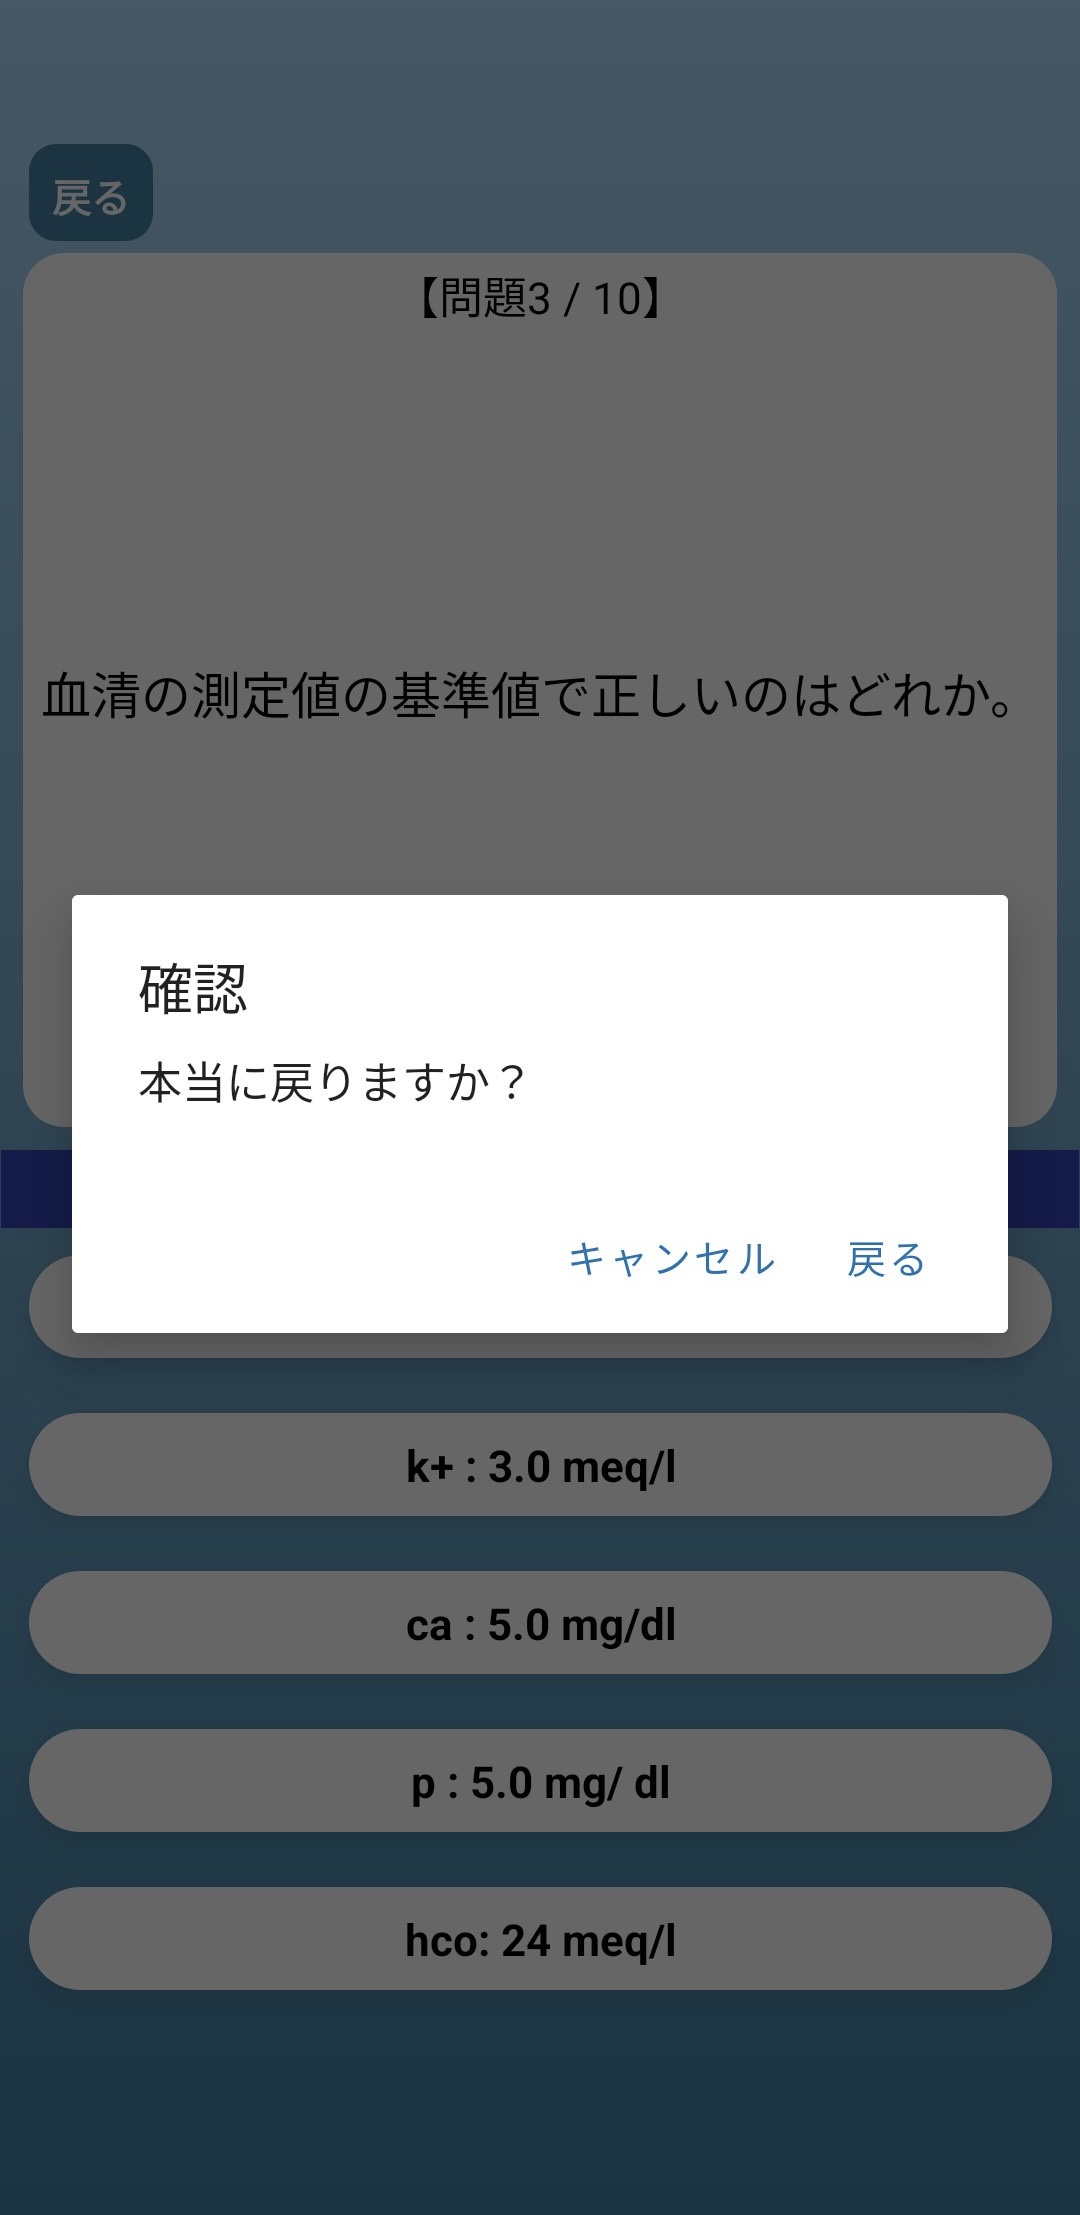 戻る
【問題3 / 10】
血清の測定値の基準値で正しいのはどれか。
確認
本当に戻りますか？
キャンセル 戻る
k+ : 3.0 meq/l
ca : 5.0 mg/dl
p : 5.0 mg/ dl
hco: 24 meq/l